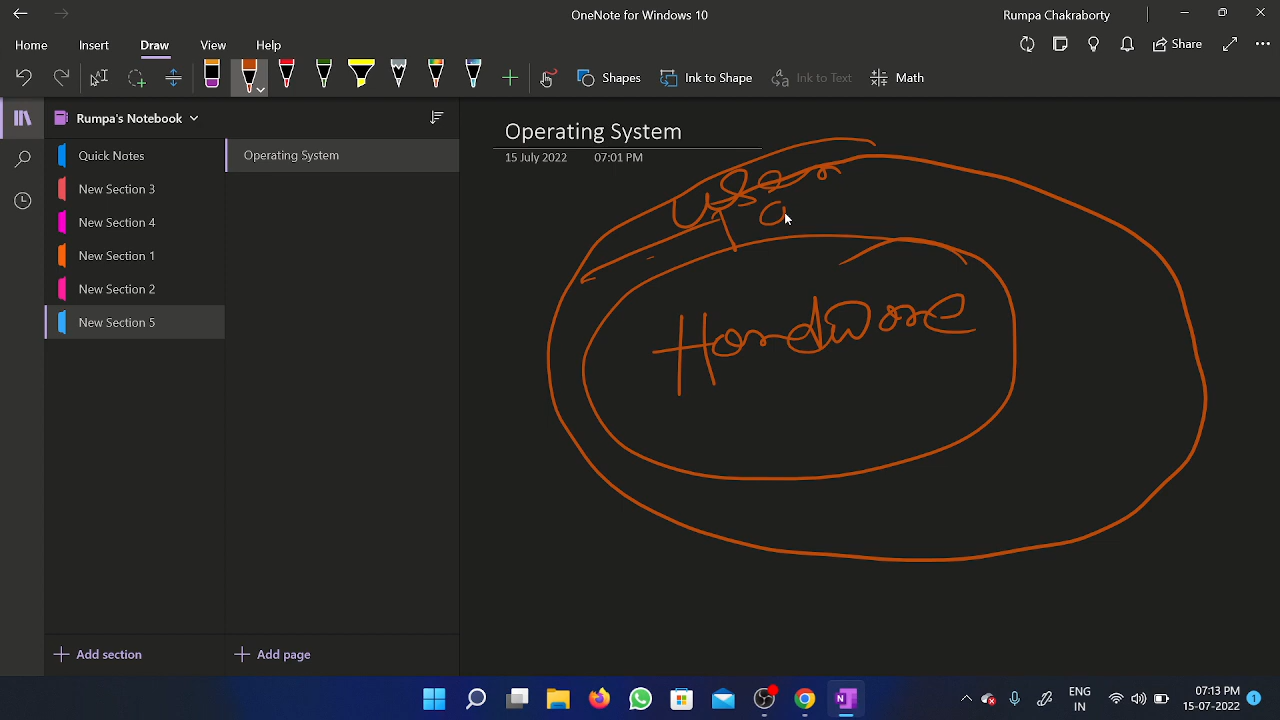 OneNote for Windows 10
Rumpa Chakraborty
Home Insert Draw View Help
Share
Shapes
Ink to Shape
Ink to Text
Math
Rumpa's Notebook
Quick Notes
New Section 3
New Section 4
New Section 1
New Section 2
New Section 5
Operating System
Operating System
15 July 2022 07:01 PM
User
a
Hardware
+ Add section
+ Add page
ENG
IN
07:13 PM
15-07-2022
1